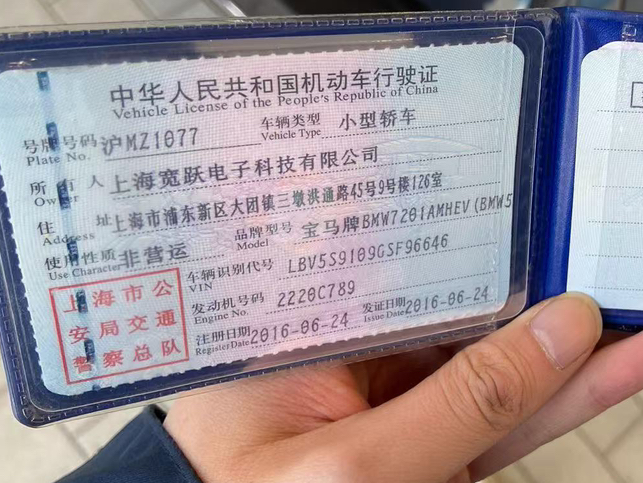 中华人民共和国机动车行驶证
Vehicle License of the People's Republic of China
号牌号码 沪MZ1077 车辆类型 小型轿车
Plate No. Vehicle Type
所有人 上海宽跃电子科技有限公司
Owner
住址 上海市浦东新区大团镇三墩洪通路45号9号楼126室
Address
使用性质 非营运 品牌型号 宝马牌BMW7201AMHEV(BMW5
Use Character Model
上海市公
安局交通
警察总队
车辆识别代号 LBV5S9109GSF96646
VIN
发动机号码 2220C789
Engine No.
注册日期 2016-06-24 发证日期 2016-06-24
Register Date Issue Date